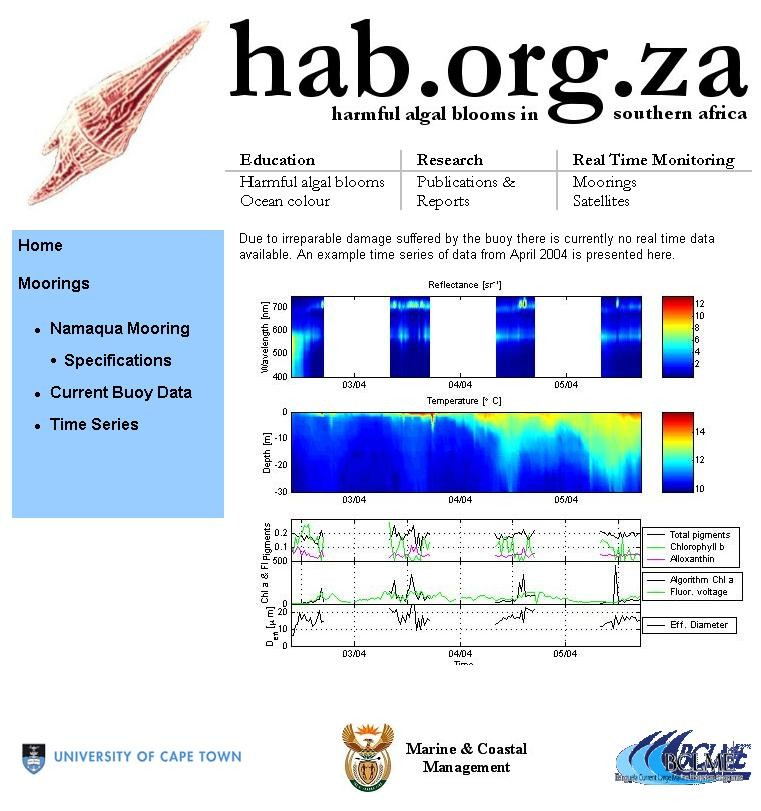 hab.org.za
harmful algal blooms in southern africa
Education Research Real Time Monitoring
Harmful algal blooms Publications & Moorings
Ocean colour Reports Satellites
Home
Moorings
• Namaqua Mooring
• Specifications
• Current Buoy Data
• Time Series
Due to irreparable damage suffered by the buoy there is currently no real time data
available. An example time series of data from April 2004 is presented here.
Reflectance [sr⁻¹]
Wavelength [nm]
700
600
500
400
03/04 04/04 05/04
12
10
8
6
4
2
Temperature [° C]
Depth [m]
0
-10
-20
-30
03/04 04/04 05/04
14
12
10
Pigments
0.2
0.1
Total pigments
Chlorophyll b
Alloxanthin
Chl a & Fl
500
0
Algorithm Chl a
Fluor. voltage
D eff [μ m]
20
10
0
Eff. Diameter
03/04 04/04 05/04
Time
UNIVERSITY OF CAPE TOWN
Marine & Coastal
Management
BCLME